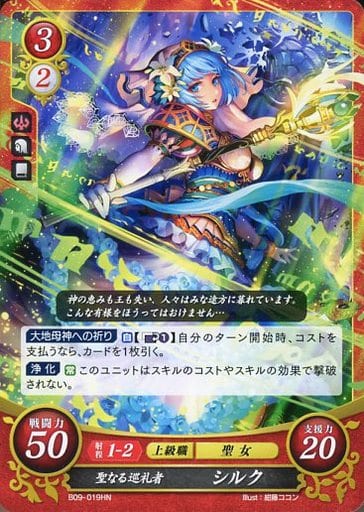 3
2
神の恵みも王も失い、人々はみな途方に暮れています。
こんな有様をほうってはおけません…
大地母神への祈り 自【1】自分のターン開始時、コストを
支払うなら、カードを1枚引く。
浄化 常 このユニットはスキルのコストやスキルの効果で撃破
されない。
戦闘力
50
射程 1-2 上級職 聖女
支援力
20
聖なる巡礼者 シルク
B09-019HN
Illust:紺藤ココン